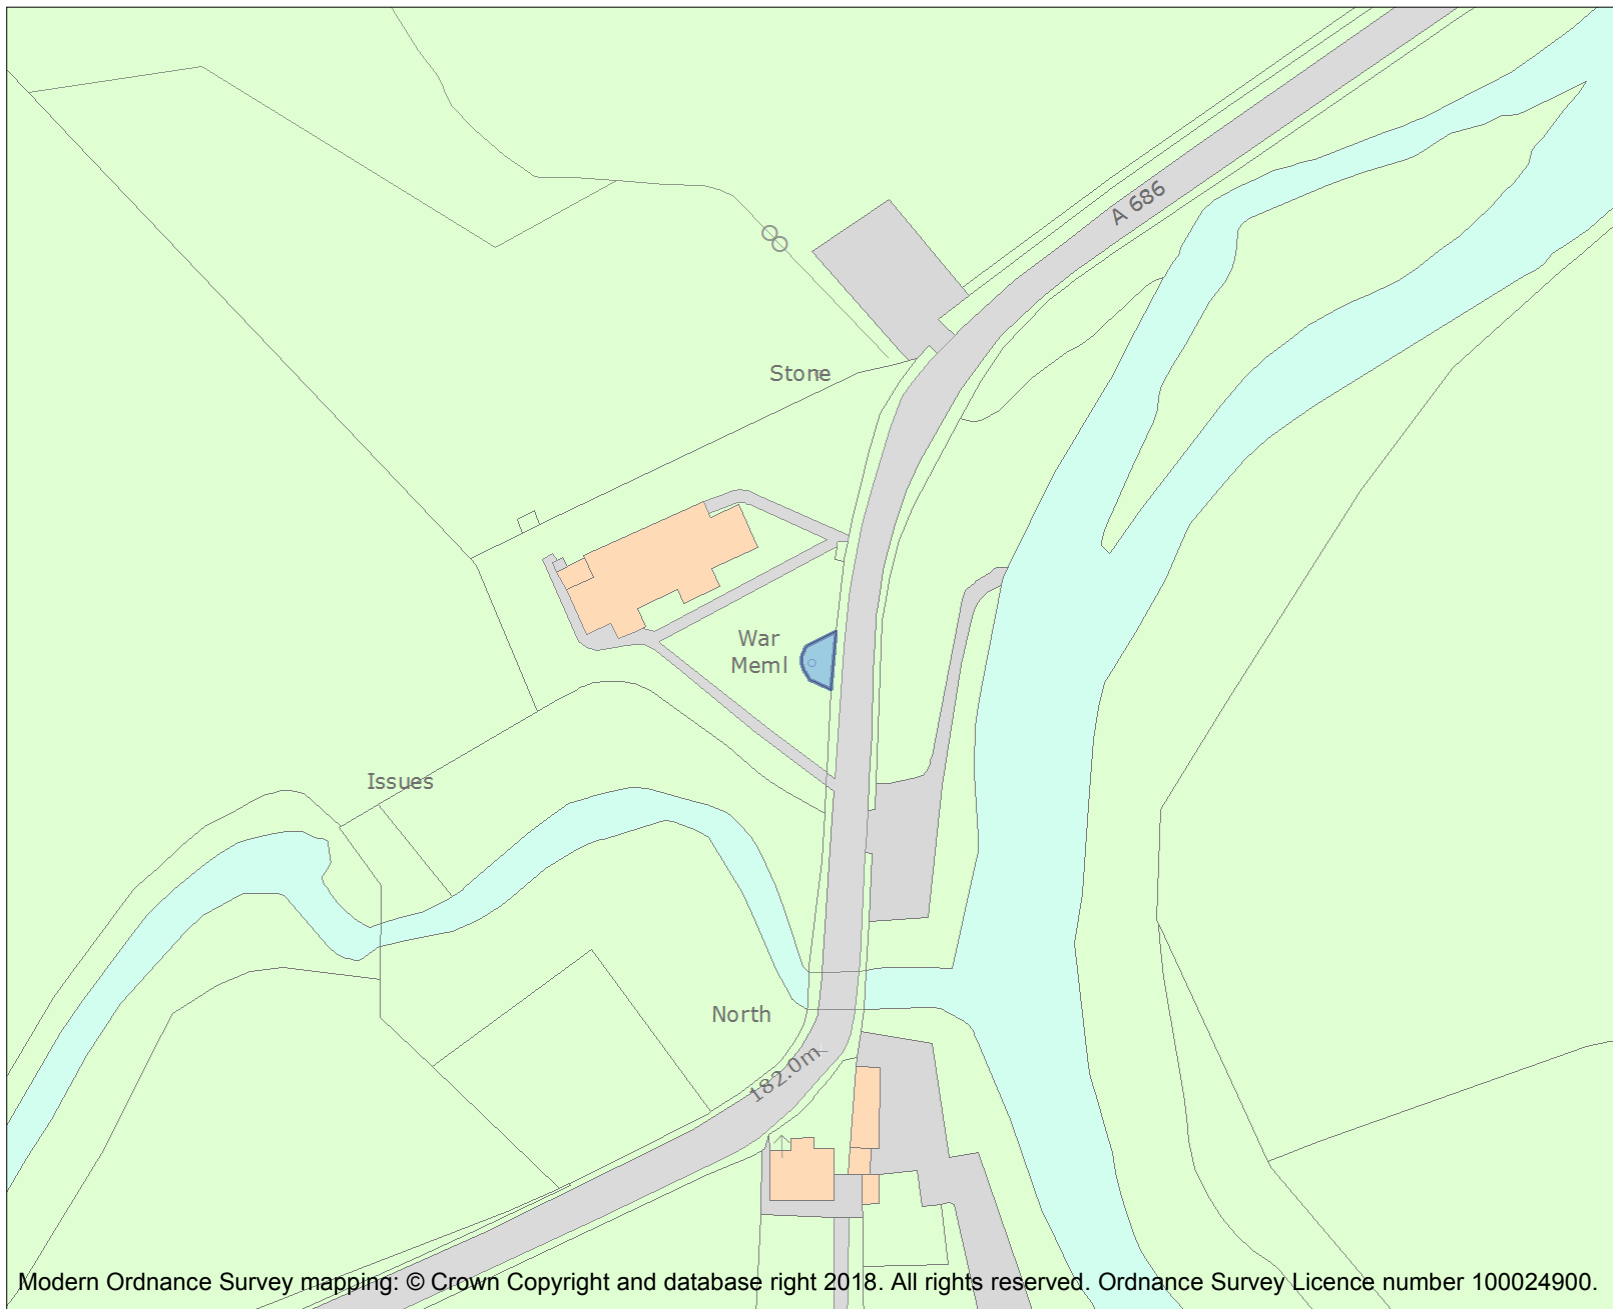 A 686
Stone
War
Meml
Issues
North
182.0m
Modern Ordnance Survey mapping: © Crown Copyright and database right 2018. All rights reserved. Ordnance Survey Licence number 100024900.